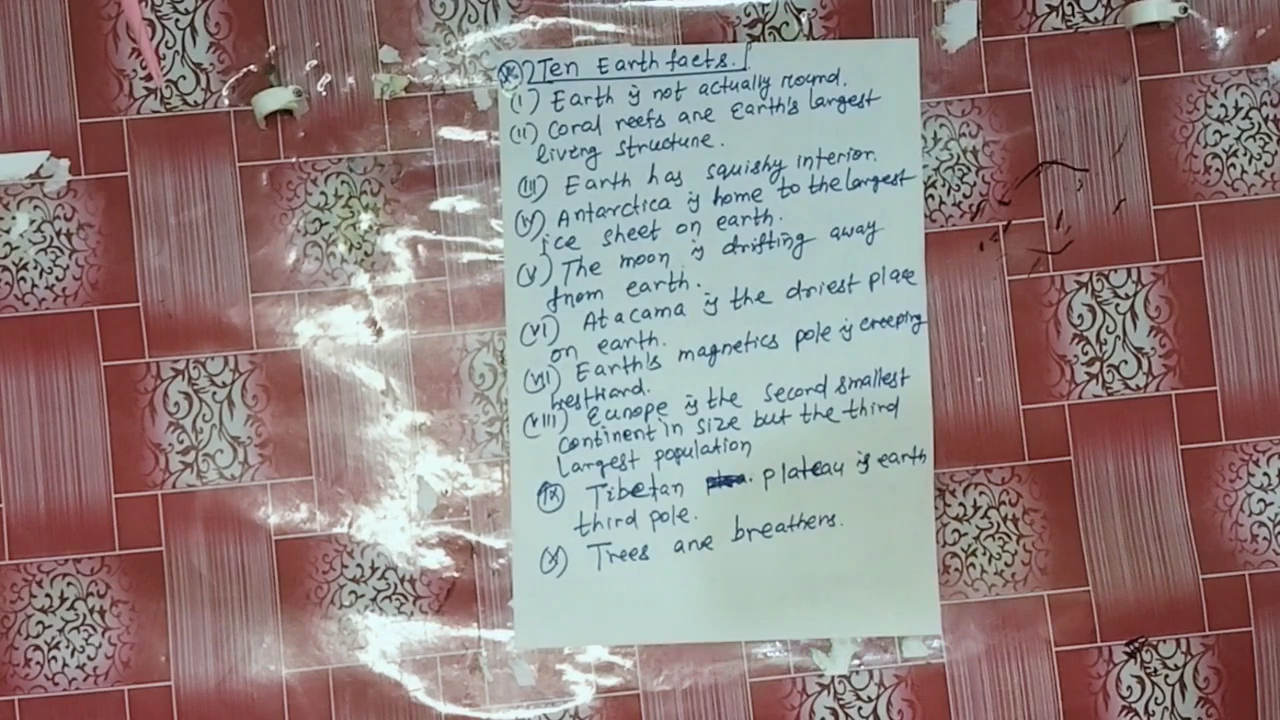 Ten Earth facts.
(I) Earth is not actually round.
(II) Coral reefs are Earth's largest
living structure.
(III) Earth has squishy interior.
(IV) Antarctica is home to the largest
ice sheet on earth.
(V) The moon is drifting away
from earth.
(VI) Atacama is the driest place
on earth.
(VII) Earth's magnetics pole is creeping
(VIII) Europe is the second smallest
continent in size but the third
Largest population
(IX) Tibetan plateau is earth
third pole.
(X) Trees are breathers.